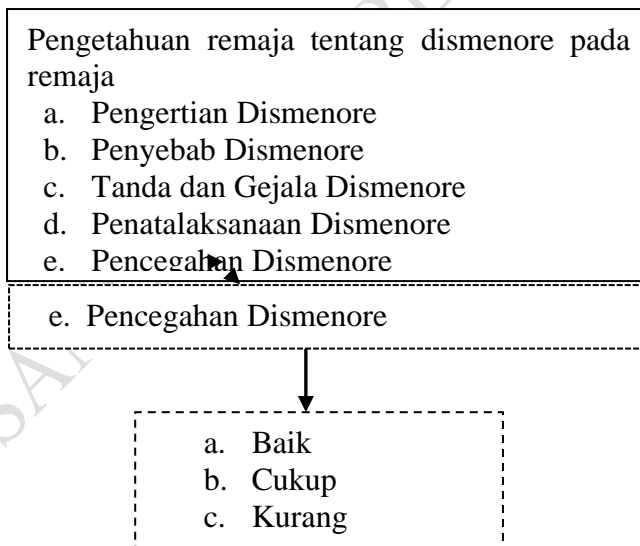 Pengetahuan remaja tentang dismenore pada
remaja
a. Pengertian Dismenore
b. Penyebab Dismenore
c. Tanda dan Gejala Dismenore
d. Penatalaksanaan Dismenore
e. Pencegahan Dismenore
e. Pencegahan Dismenore
a. Baik
b. Cukup
c. Kurang